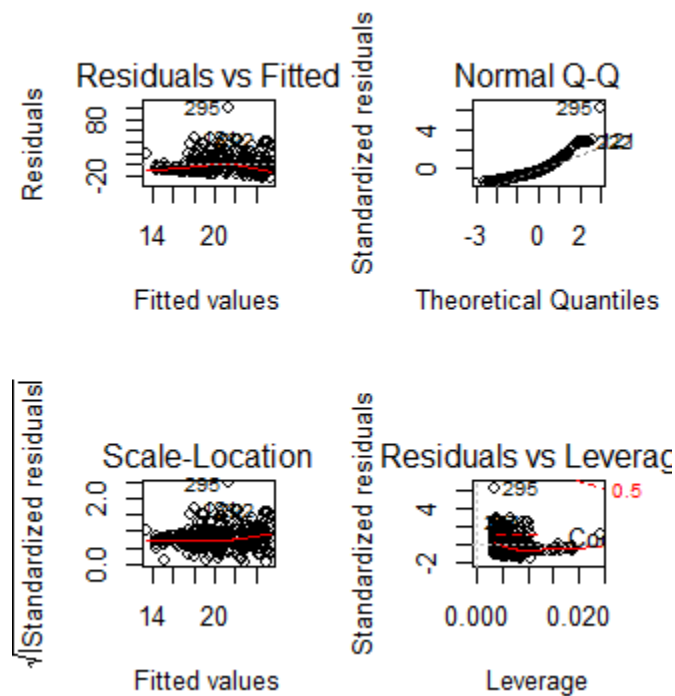 Residuals vs Fitted
Residuals
80
-20
295
14 20
Fitted values
Normal Q-Q
Standardized residuals
4
0
295
-3 0 2
Theoretical Quantiles
Scale-Location
√|Standardized residuals|
2.0
0.0
295
14 20
Fitted values
Residuals vs Leverag
Standardized residuals
4
-2
295
0.5
Co
0.000 0.020
Leverage